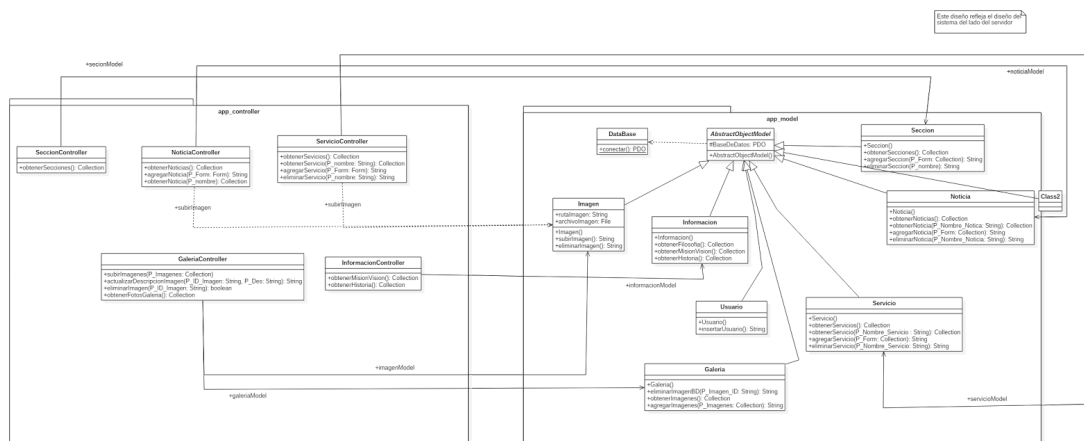 Este diseño refleja el diseño del
sistema del lado del servidor
+secionModel
+noticiaModel
app_controller
app_model
SeccionController
+obtenerSecciones(): Collection
NoticiaController
+obtenerNoticias(): Collection
+agregarNoticia(P_Form: Form): String
+obtenerNoticia(P_nombre): Collection
ServicioController
+obtenerSevicios(): Collection
+obtenerServicio(P_nombre: String): Collection
+agregarServicio(P_Form: Form): String
+eliminarServicio(P_nombre: String): String
+subirImagen
+subirImagen
DataBase
+conectar(): PDO
AbstractObjectModel
#BaseDeDatos: PDO
+AbstractObjectModel()
Seccion
+Seccion()
+obtenerSecciones(): Collection
+agregarSeccion(P_Form: Collection): String
+eliminarSeccion(P_nombre: String): String
Imagen
+rutaImagen: String
+archivoImagen: File
+Imagen()
+subirImagen(): String
+eliminarImagen(): String
Informacion
+Informacion()
+obtenerFilosofia(): Collection
+obtenerMisionVision(): Collection
+obtenerHistoria(): Collection
Noticia
+Noticia()
+obtenerNoticias(): Collection
+obtenerNoticia(P_Nombre_Notica: String): Collection
+agregarNoticia(P_Form: Collection): String
+eliminarNoticia(P_Nombre_Noticia: String): String
Class2
GaleriaController
+subirImagenes(P_Imagenes: Collection)
+actualizarDescripcionImagen(P_ID_Imagen: String, P_Des: String): String
+eliminarImagen(P_ID_Imagen: String): boolean
+obtenerFotosGaleria(): Collection
InformacionController
+obtenerMisionVision(): Collection
+obtenerHistoria(): Collection
+informacionModel
Usuario
+Usuario()
+insertarUsuario(): String
Servicio
+Servicio()
+obtenerServicios(): Collection
+obtenerServicio(P_Nombre_Servicio : String): Collection
+agregarServicio(P_Form: Collection): String
+eliminarServicio(P_Nombre_Servicio: String): String
+imagenModel
+galeriaModel
Galeria
+Galeria()
+eliminarImagenBD(P_Imagen_ID: String): String
+obtenerImagenes(): Collection
+agregarImagenes(P_Imagenes: Collection): String
+servicioModel